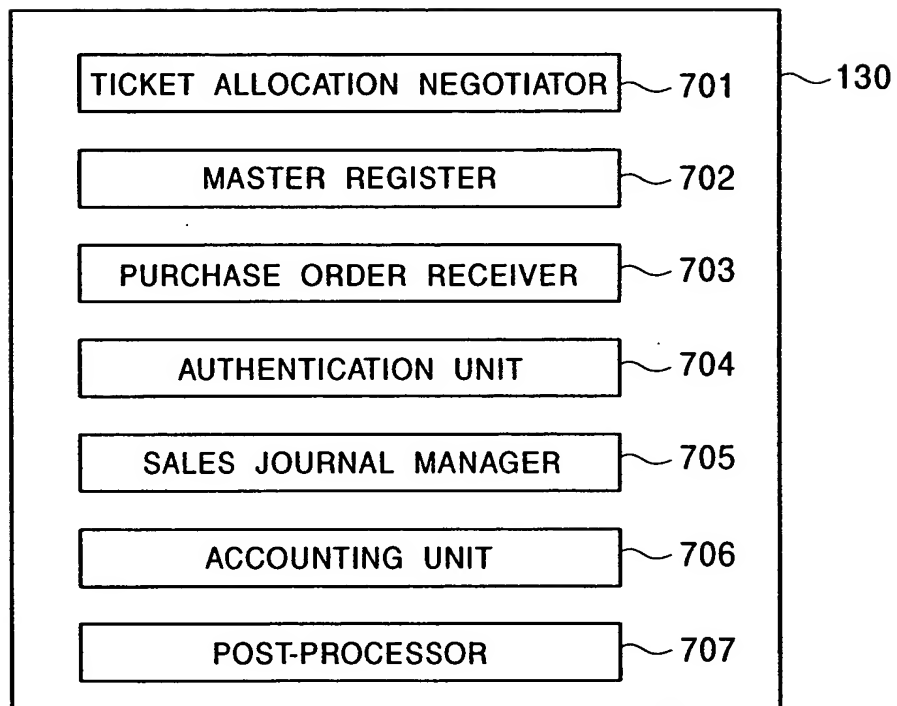 TICKET ALLOCATION NEGOTIATOR 701 130
MASTER REGISTER 702
PURCHASE ORDER RECEIVER 703
AUTHENTICATION UNIT 704
SALES JOURNAL MANAGER 705
ACCOUNTING UNIT 706
POST-PROCESSOR 707